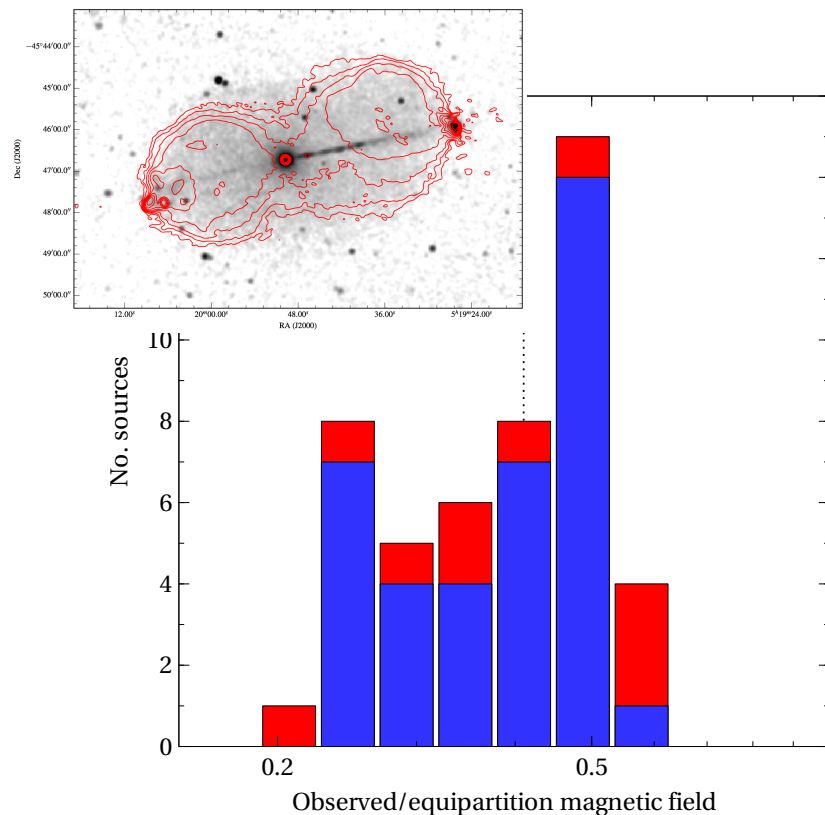 −45°44′00.0″
45′00.0″
46′00.0″
Dec (J2000)
47′00.0″
48′00.0″
49′00.0″
50′00.0″
12.00ˢ
20ᵐ00.0ˢ
48.00ˢ
36.00ˢ
5ʰ19ᵐ24.00ˢ
RA (J2000)
10
8
No. sources
6
4
2
0
0.2
0.5
Observed/equipartition magnetic field